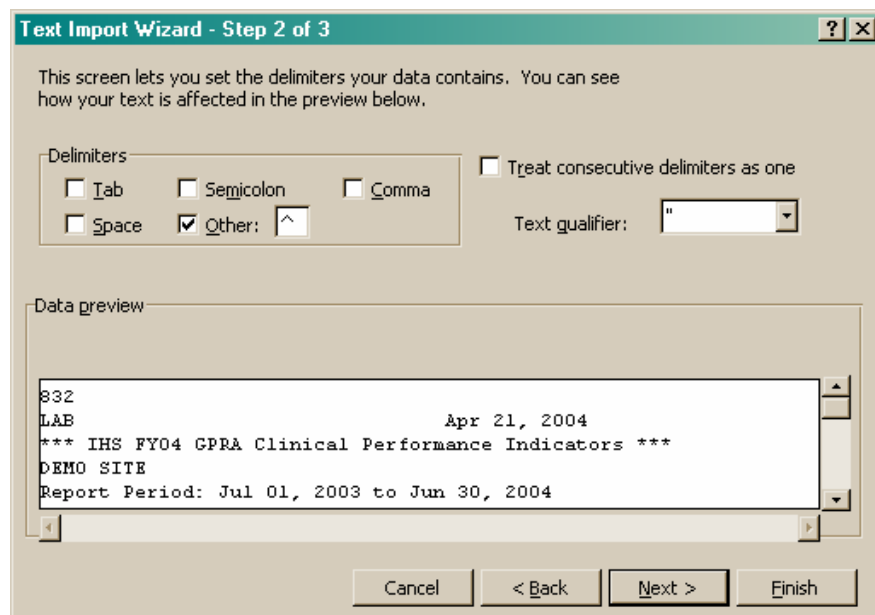 Text Import Wizard - Step 2 of 3
This screen lets you set the delimiters your data contains. You can see
how your text is affected in the preview below.
Delimiters
Tab Semicolon Comma
Space Other: ^
Treat consecutive delimiters as one
Text qualifier: "
Data preview
832
LAB Apr 21, 2004
*** IHS FY04 GPRA Clinical Performance Indicators ***
DEMO SITE
Report Period: Jul 01, 2003 to Jun 30, 2004
Cancel < Back Next > Finish